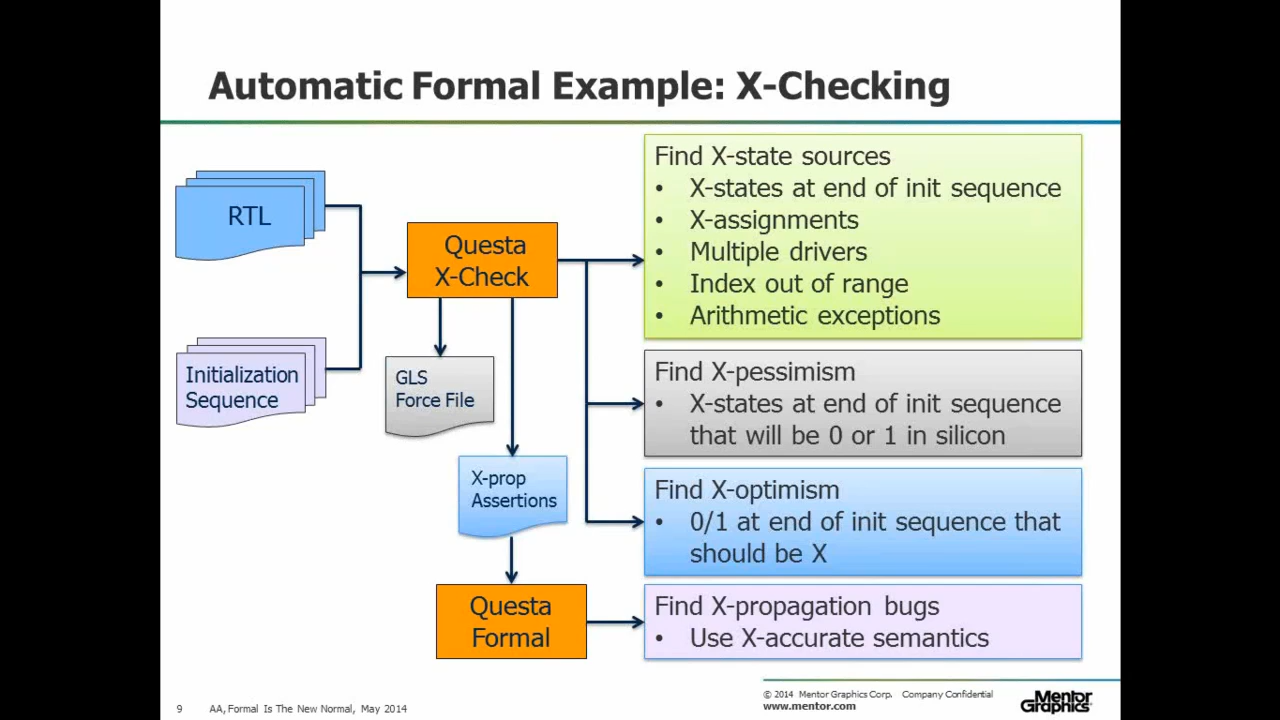 Automatic Formal Example: X-Checking
RTL
Initialization
Sequence
Questa
X-Check
GLS
Force File
X-prop
Assertions
Questa
Formal
Find X-state sources
• X-states at end of init sequence
• X-assignments
• Multiple drivers
• Index out of range
• Arithmetic exceptions
Find X-pessimism
• X-states at end of init sequence
that will be 0 or 1 in silicon
Find X-optimism
• 0/1 at end of init sequence that
should be X
Find X-propagation bugs
• Use X-accurate semantics
9 AA, Formal Is The New Normal, May 2014
© 2014 Mentor Graphics Corp. Company Confidential
www.mentor.com
Mentor
Graphics